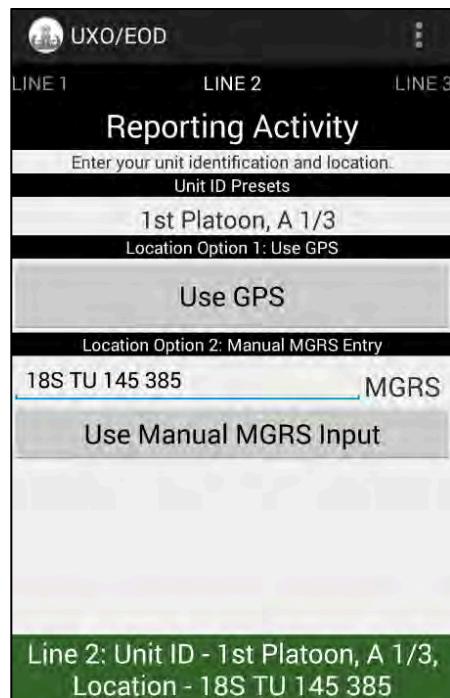 UXO/EOD
LINE 1 LINE 2 LINE 3
Reporting Activity
Enter your unit identification and location.
Unit ID Presets
1st Platoon, A 1/3
Location Option 1: Use GPS
Use GPS
Location Option 2: Manual MGRS Entry
18S TU 145 385 MGRS
Use Manual MGRS Input
Line 2: Unit ID - 1st Platoon, A 1/3,
Location - 18S TU 145 385